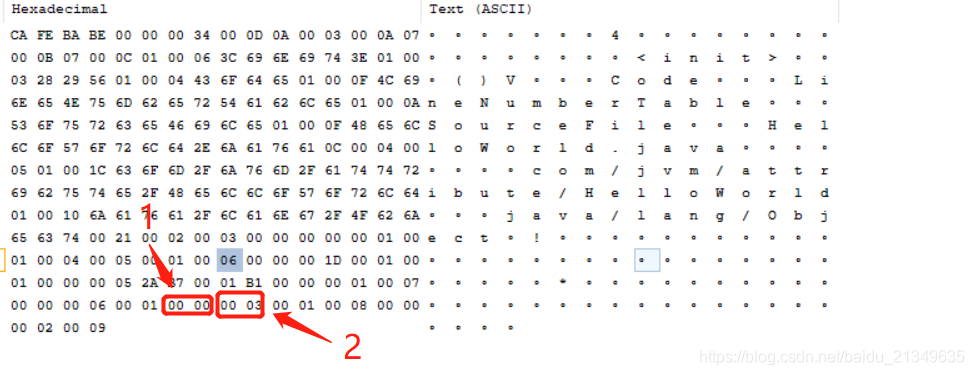 Hexadecimal Text (ASCII)
CA FE BA BE 00 00 00 34 00 0D 0A 00 03 00 0A 07 ∘ ∘ ∘ ∘ ∘ ∘ ∘ 4 ∘ ∘ ∘ ∘ ∘ ∘ ∘ ∘
00 0B 07 00 0C 01 00 06 3C 69 6E 69 74 3E 01 00 ∘ ∘ ∘ ∘ ∘ ∘ ∘ ∘ < i n i t > ∘ ∘
03 28 29 56 01 00 04 43 6F 64 65 01 00 0F 4C 69 ∘ ( ) V ∘ ∘ ∘ C o d e ∘ ∘ ∘ L i
6E 65 4E 75 6D 62 65 72 54 61 62 6C 65 01 00 0A n e N u m b e r T a b l e ∘ ∘ ∘
53 6F 75 72 63 65 46 69 6C 65 01 00 0F 48 65 6C S o u r c e F i l e ∘ ∘ ∘ H e l
6C 6F 57 6F 72 6C 64 2E 6A 61 76 61 0C 00 04 00 l o W o r l d . j a v a ∘ ∘ ∘ ∘
05 01 00 1C 63 6F 6D 2F 6A 76 6D 2F 61 74 74 72 ∘ ∘ ∘ ∘ c o m / j v m / a t t r
69 62 75 74 65 2F 48 65 6C 6C 6F 57 6F 72 6C 64 i b u t e / H e l l o W o r l d
01 00 10 6A 61 76 61 2F 6C 61 6E 67 2F 4F 62 6A ∘ ∘ ∘ j a v a / l a n g / O b j
65 63 74 00 21 00 02 00 03 00 00 00 00 00 01 00 e c t ∘ ! ∘ ∘ ∘ ∘ ∘ ∘ ∘ ∘ ∘ ∘ ∘
01 00 04 00 05 00 01 00 06 00 00 00 1D 00 01 00 ∘ ∘ ∘ ∘ ∘ ∘ ∘ ∘ ∘ ∘ ∘ ∘ ∘ ∘ ∘ ∘
01 00 00 00 05 2A B7 00 01 B1 00 00 00 01 00 07 ∘ ∘ ∘ ∘ ∘ * ∘ ∘ ∘ ∘ ∘ ∘ ∘ ∘ ∘ ∘
00 00 00 06 00 01 00 00 00 03 00 01 00 08 00 00 ∘ ∘ ∘ ∘ ∘ ∘ ∘ ∘ ∘ ∘ ∘ ∘ ∘ ∘ ∘ ∘
00 02 00 09 ∘ ∘ ∘ ∘
1
2
https://blog.csdn.net/baidu_21349635